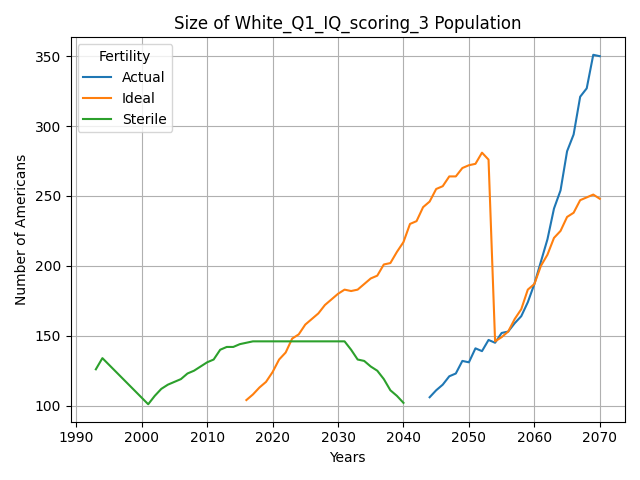 Size of White_Q1_IQ_scoring_3 Population
Fertility
Actual
Ideal
Sterile
Number of Americans
350
300
250
200
150
100
1990 2000 2010 2020 2030 2040 2050 2060 2070
Years